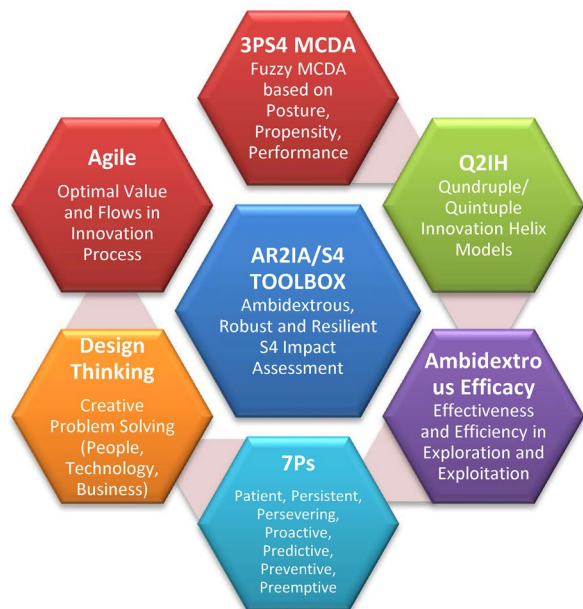 3PS4 MCDA
Fuzzy MCDA
based on
Posture,
Propensity,
Performance
Agile
Optimal Value
and Flows in
Innovation
Process
Q2IH
Qundruple/
Quintuple
Innovation Helix
Models
AR2IA/S4
TOOLBOX
Ambidextrous,
Robust and Resilient
S4 Impact
Assessment
Design
Thinking
Creative
Problem Solving
(People,
Technology,
Business)
Ambidextro
us Efficacy
Effectiveness
and Efficiency in
Exploration and
Exploitation
7Ps
Patient, Persistent,
Persevering,
Proactive,
Predictive,
Preventive,
Preemptive